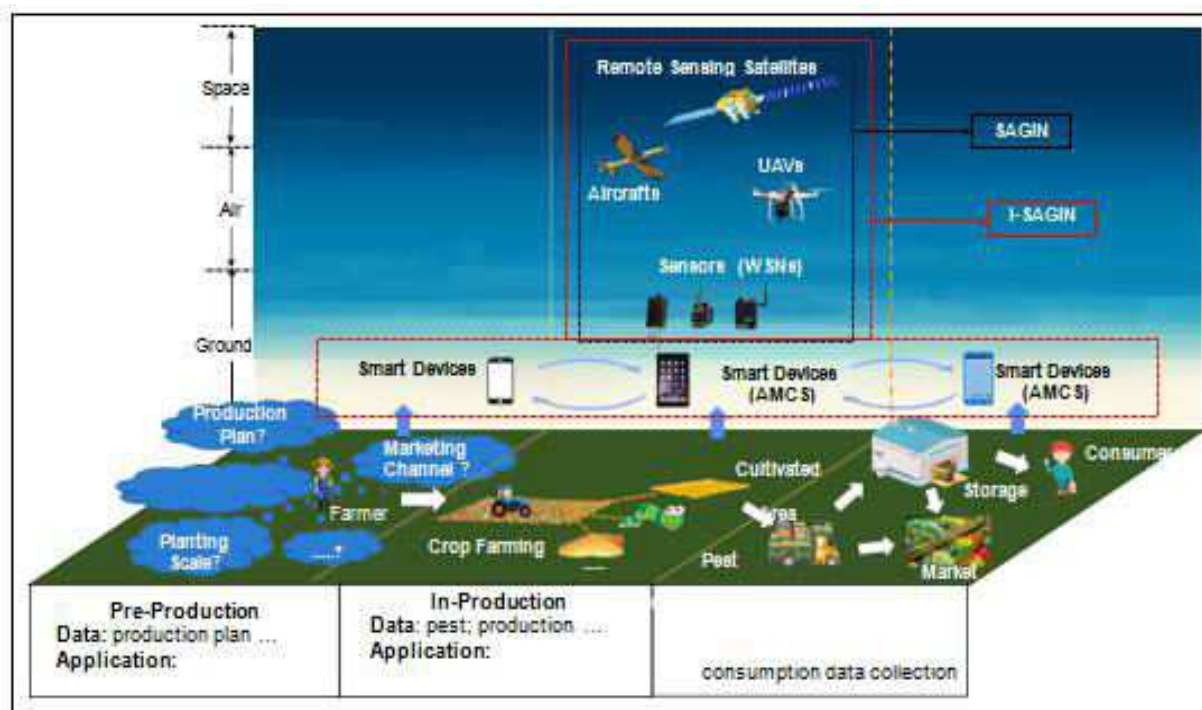 Space
Remote Sensing Satellites
SAGIN
Aircrafts
UAVs
Air
I-SAGIN
Sensors (WSNs)
Ground
Smart Devices
Smart Devices
(AMCS)
Smart Devices
(AMCS)
Production
Plan?
Marketing
Channel ?
Farmer
Planting
Scale?
.....?
Crop Farming
......
Cultivated
Area
Pest
Storage
Market
Consumer
Pre-Production
Data: production plan ...
Application:
In-Production
Data: pest; production ...
Application:
consumption data collection